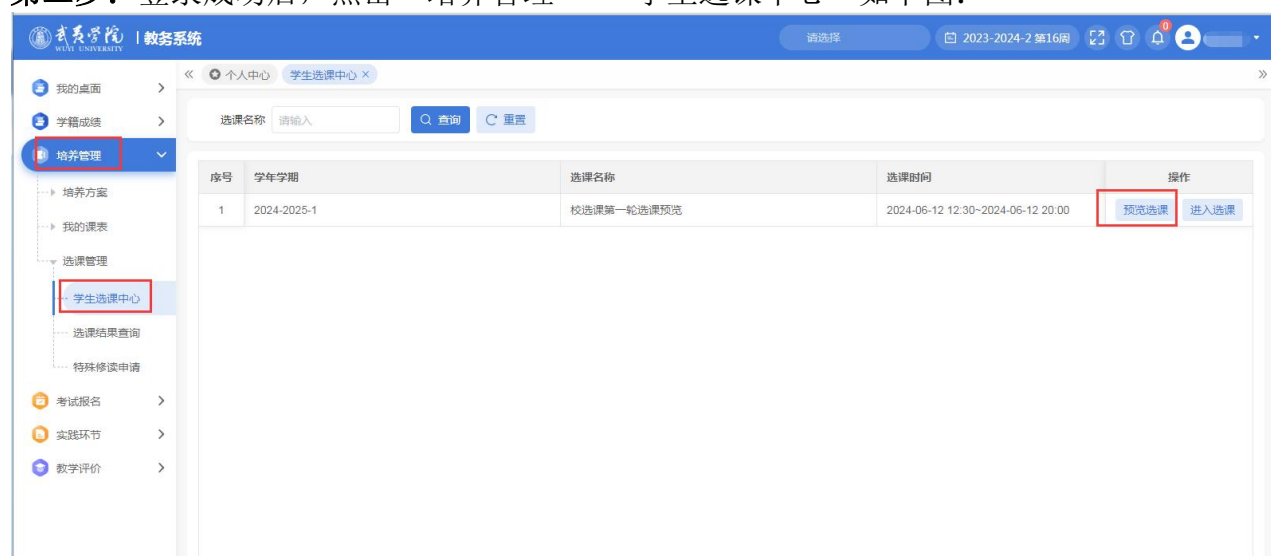 武夷学院 | 教务系统
WUYI UNIVERSITY
请选择
2023-2024-2 第16周
0
我的桌面
学籍成绩
培养管理
培养方案
我的课表
选课管理
学生选课中心
选课结果查询
特殊修读申请
考试报名
实践环节
教学评价
个人中心 学生选课中心 ×
选课名称 请输入 查询 重置
序号 学年学期 选课名称 选课时间 操作
1 2024-2025-1 校选课第一轮选课预览 2024-06-12 12:30~2024-06-12 20:00 预览选课 进入选课